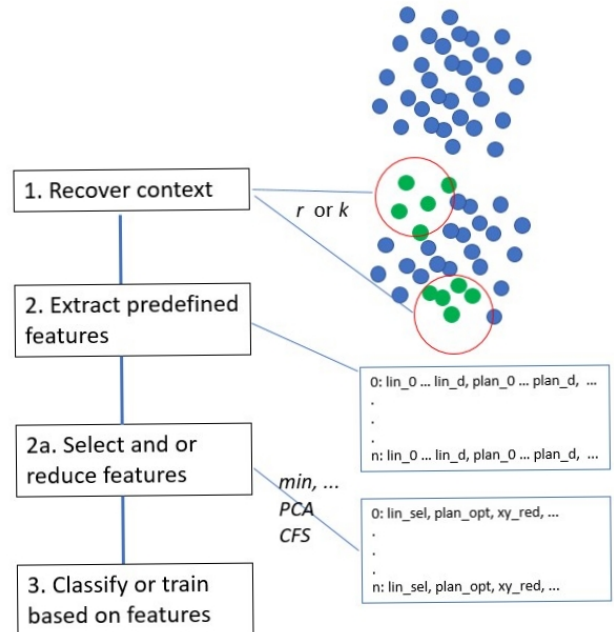 1. Recover context
r or k
2. Extract predefined
features
0: lin_0 ... lin_d, plan_0 ... plan_d, ...
.
.
.
n: lin_0 ... lin_d, plan_0 ... plan_d, ...
2a. Select and or
reduce features
min, ...
PCA
CFS
0: lin_sel, plan_opt, xy_red, ...
.
.
.
n: lin_sel, plan_opt, xy_red, ...
3. Classify or train
based on features